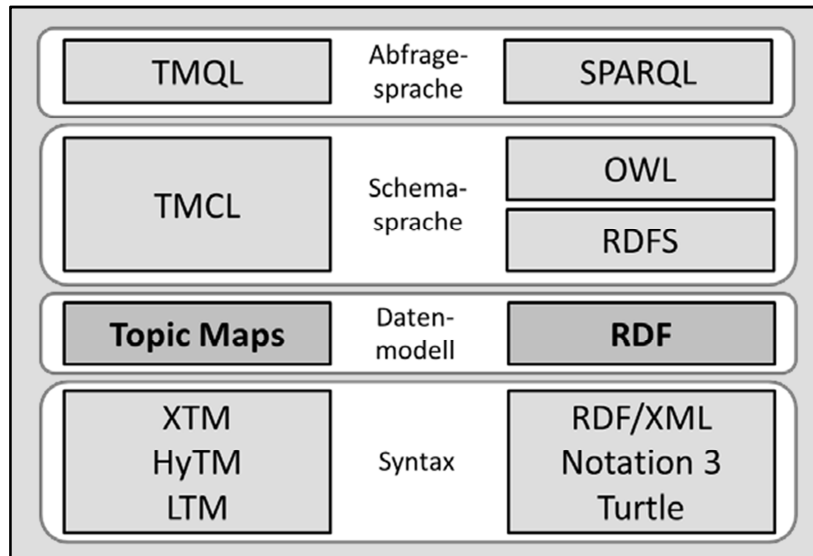 TMQL
Abfrage-
sprache
SPARQL
TMCL
Schema-
sprache
OWL
RDFS
Topic Maps
Daten-
modell
RDF
XTM
HyTM
LTM
Syntax
RDF/XML
Notation 3
Turtle